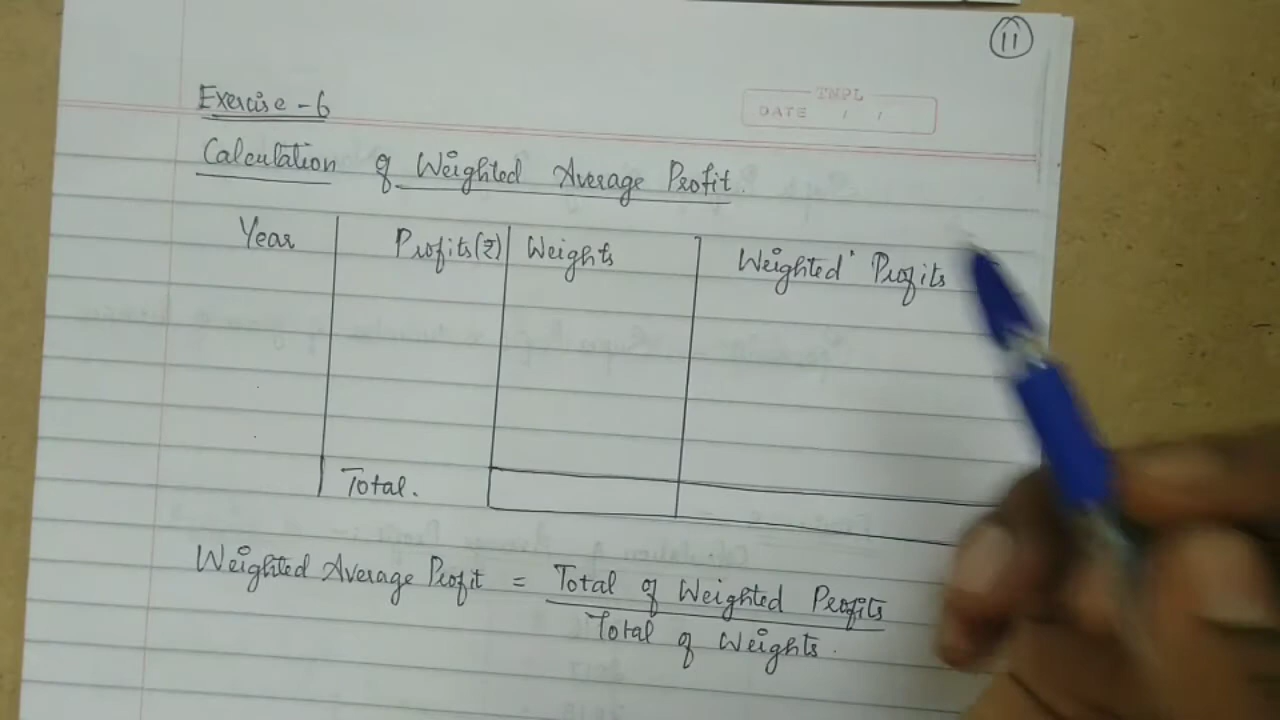 11
TNPL
DATE / /
Exercise - 6
Calculation of Weighted Average Profit.
Year Profits(₹) Weights Weighted Profits
Total.
Weighted Average Profit = Total of Weighted Profits
Total of Weights.